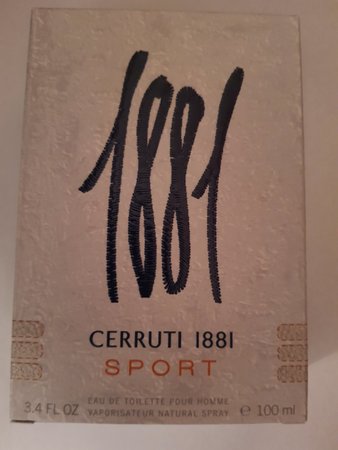 1881
CERRUTI 1881
SPORT
EAU DE TOILETTE POUR HOMME
3.4 FL OZ VAPORISATEUR NATURAL SPRAY ℮ 100 ml